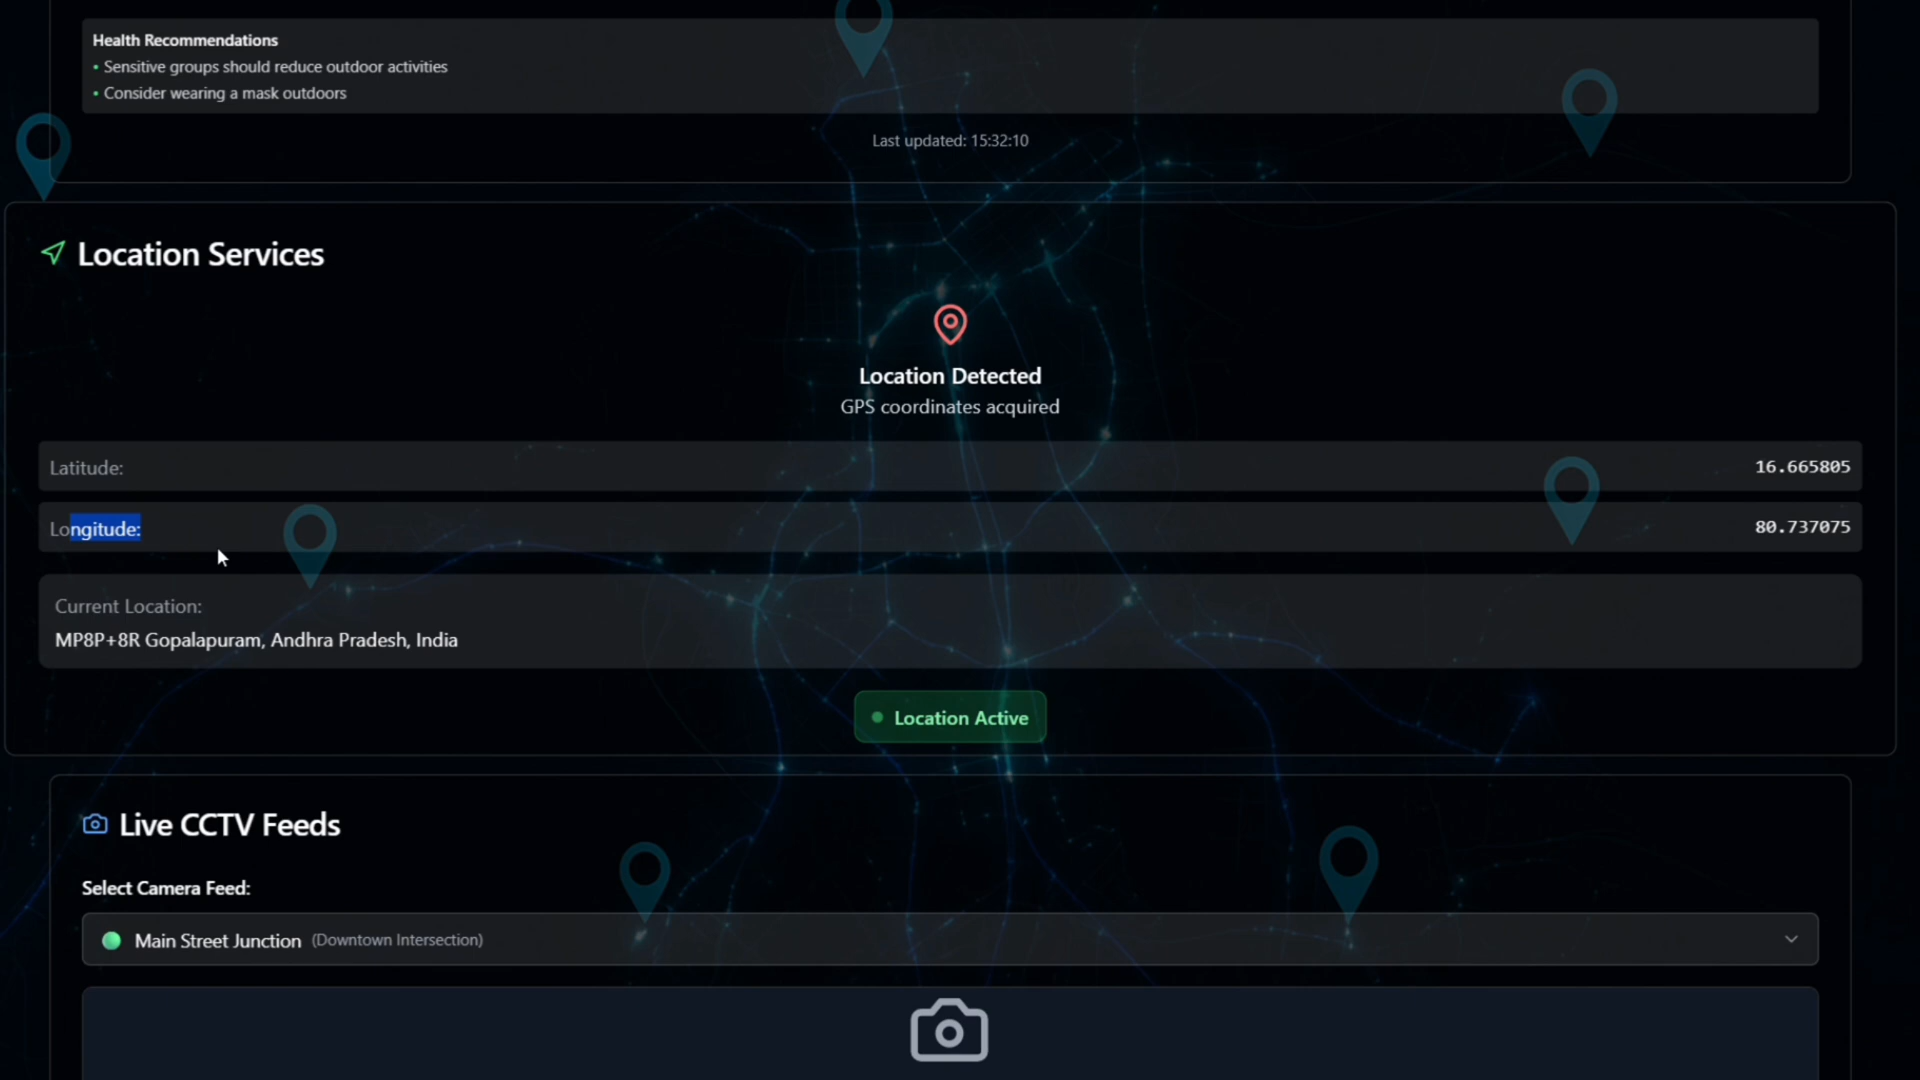 Health Recommendations
• Sensitive groups should reduce outdoor activities
• Consider wearing a mask outdoors
Last updated: 15:32:10
Location Services
Location Detected
GPS coordinates acquired
Latitude: 16.665805
Longitude: 80.737075
Current Location:
MP8P+8R Gopalapuram, Andhra Pradesh, India
Location Active
Live CCTV Feeds
Select Camera Feed:
Main Street Junction (Downtown Intersection)